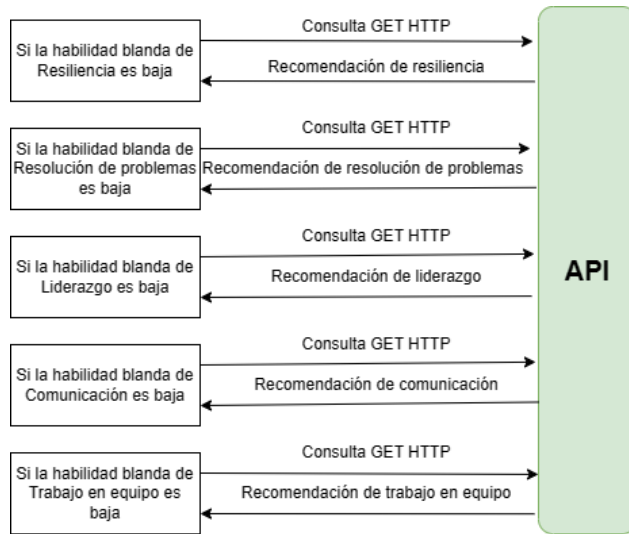 Consulta GET HTTP
Si la habilidad blanda de
Resiliencia es baja
Recomendación de resiliencia
Consulta GET HTTP
Si la habilidad blanda de
Resolución de problemas
es baja
Recomendación de resolución de problemas
Consulta GET HTTP
Si la habilidad blanda de
Liderazgo es baja
Recomendación de liderazgo
API
Consulta GET HTTP
Si la habilidad blanda de
Comunicación es baja
Recomendación de comunicación
Consulta GET HTTP
Si la habilidad blanda de
Trabajo en equipo es
baja
Recomendación de trabajo en equipo